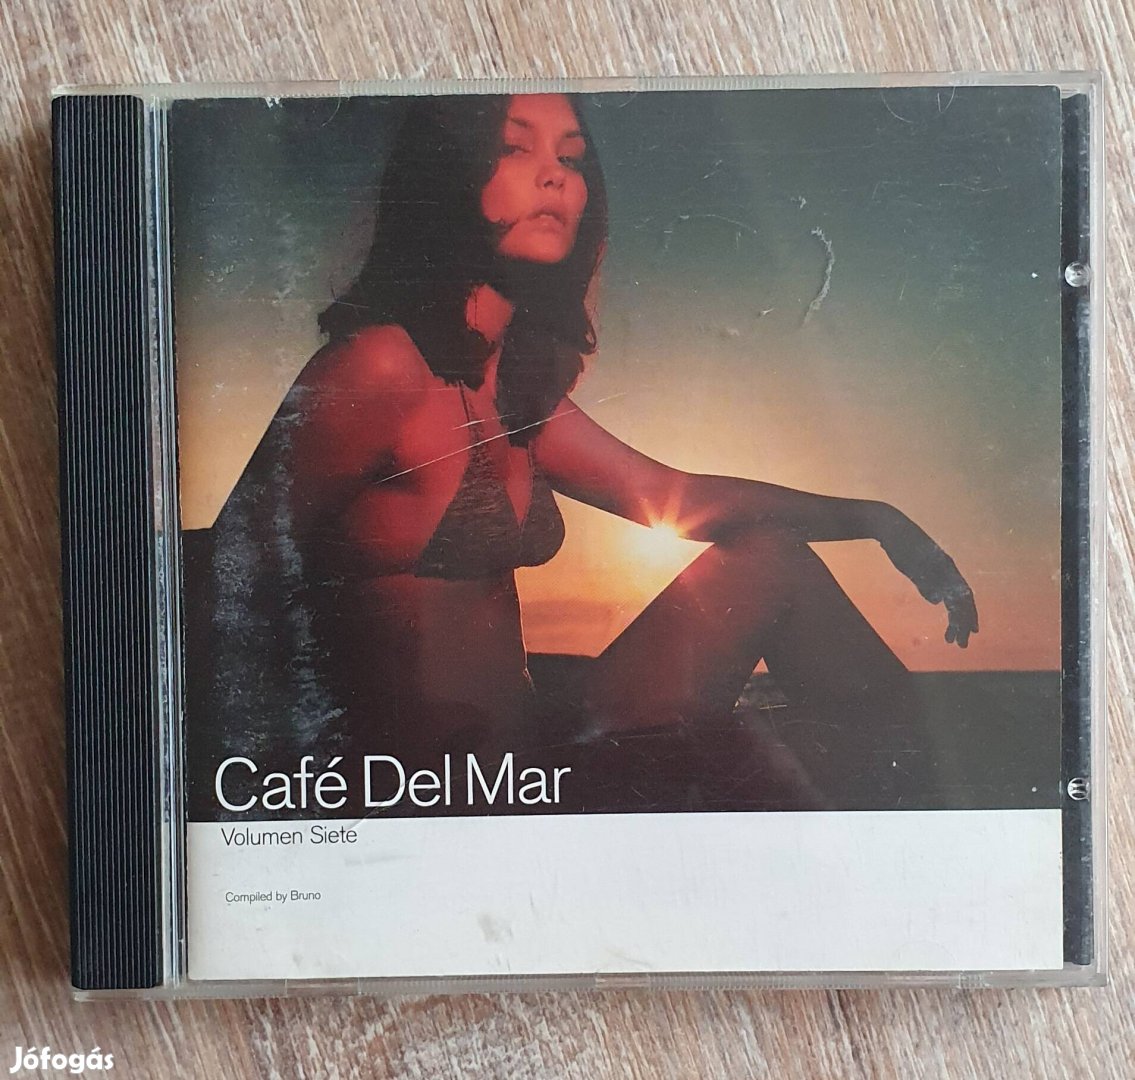 Café Del Mar
Volumen Siete
Compiled by Bruno
Jófogás